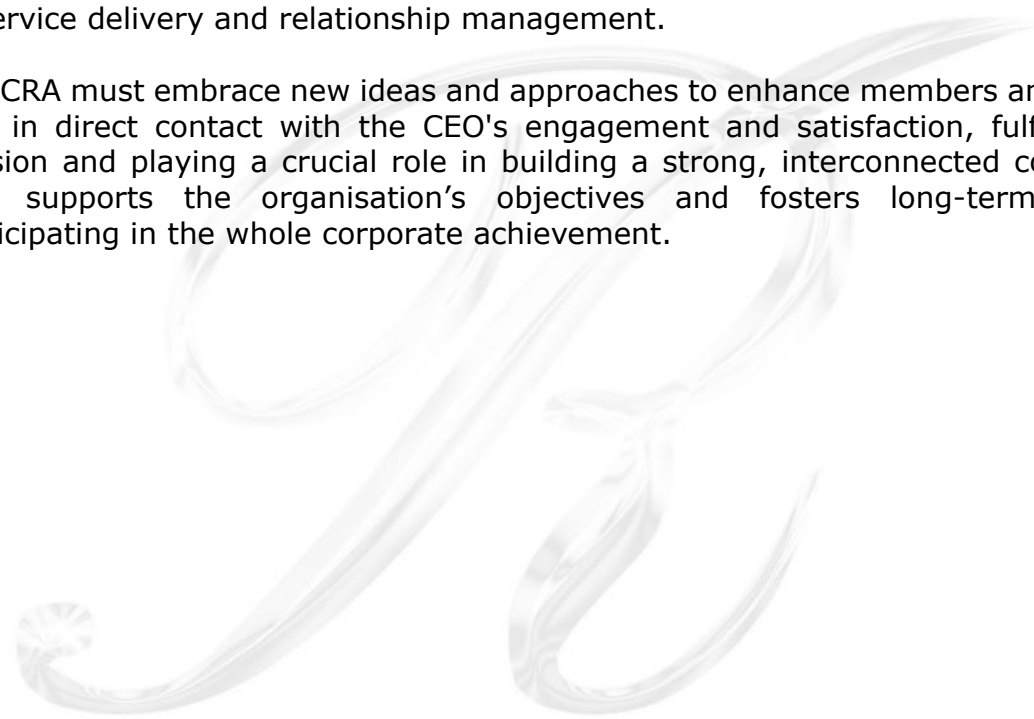 ervice delivery and relationship management.
CRA must embrace new ideas and approaches to enhance members an
in direct contact with the CEO's engagement and satisfaction, fulf
sion and playing a crucial role in building a strong, interconnected co
supports the organisation’s objectives and fosters long-term
icipating in the whole corporate achievement.